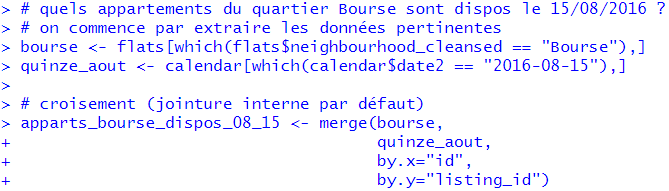 > # quels appartements du quartier Bourse sont dispos le 15/08/2016 ?
> # on commence par extraire les données pertinentes
> bourse <- flats[which(flats$neighbourhood_cleansed == "Bourse"),]
> quinze_aout <- calendar[which(calendar$date2 == "2016-08-15"),]
>
> # croisement (jointure interne par défaut)
> apparts_bourse_dispos_08_15 <- merge(bourse,
+                                      quinze_aout,
+                                      by.x="id",
+                                      by.y="listing_id")